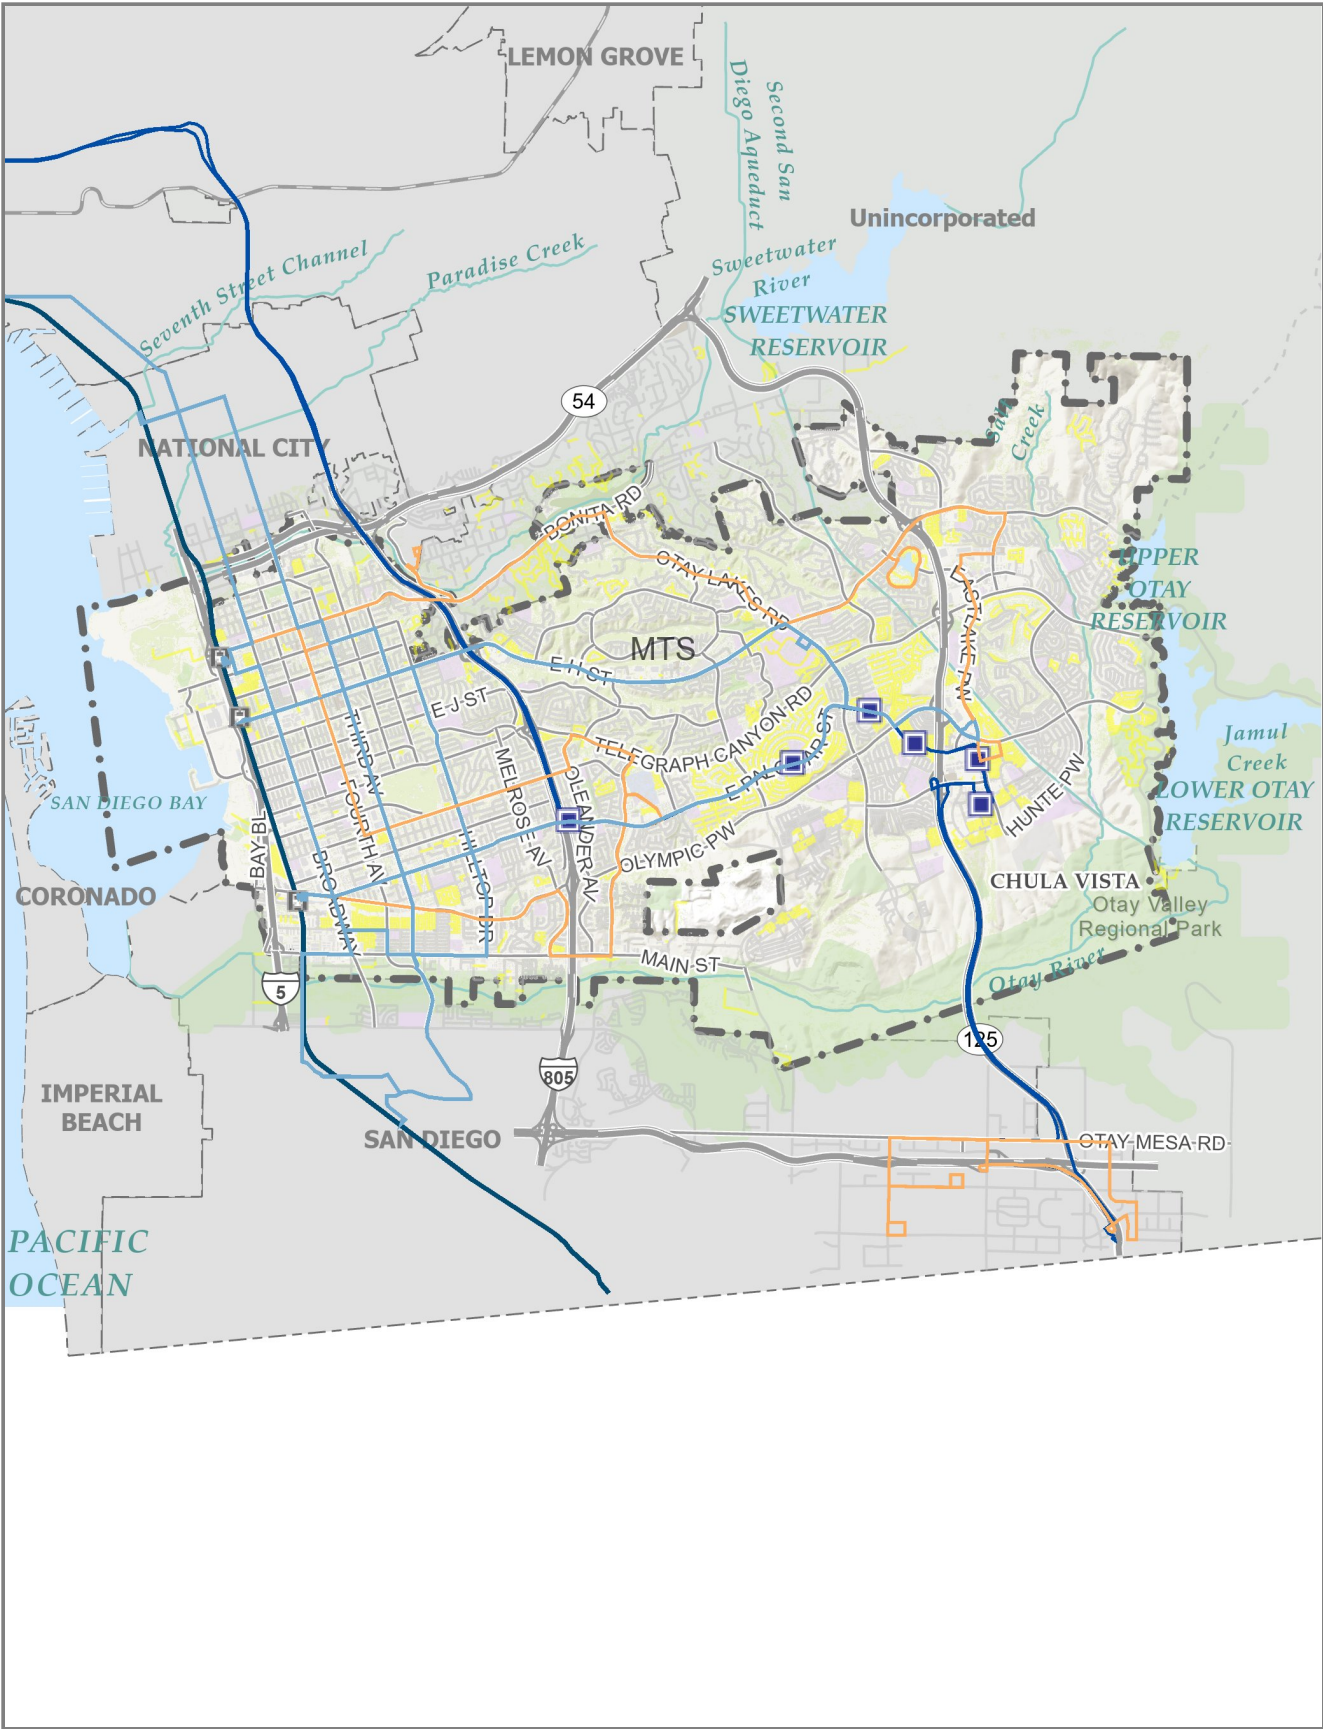 LEMON GROVE
Second San
Diego Aqueduct
Unincorporated
Seventh Street Channel
Paradise Creek
Sweetwater
River
SWEETWATER
RESERVOIR
54
Salt
Creek
NATIONAL CITY
BONITA RD
OTAY LAKES RD
UPPER
OTAY
RESERVOIR
EASTLAKE PW
MTS
E H ST
E J ST
TELEGRAPH CANYON RD
E PALOMAR ST
THIRD AV
FOURTH AV
MELROSE AV
OLEANDER AV
HUNTE PW
Jamul
Creek
LOWER OTAY
RESERVOIR
SAN DIEGO BAY
BAY BL
BROADWAY
HILLTOP DR
OLYMPIC PW
CHULA VISTA
CORONADO
Otay Valley
Regional Park
MAIN ST
Otay River
5
125
805
IMPERIAL
BEACH
SAN DIEGO
OTAY MESA RD
PACIFIC
OCEAN